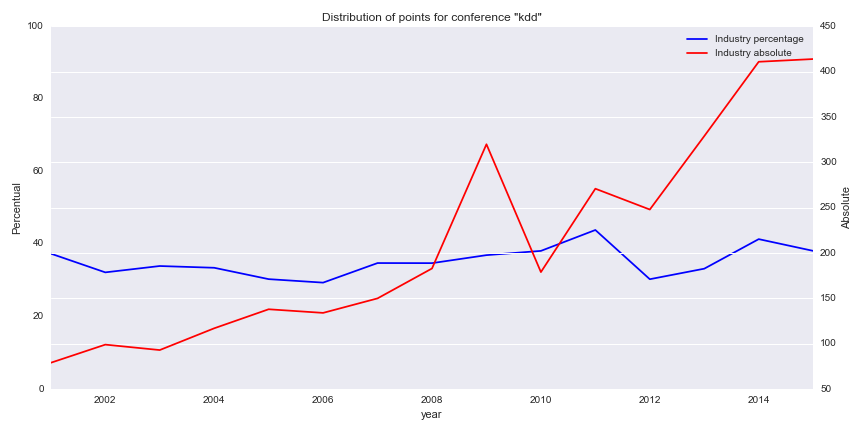 Distribution of points for conference "kdd"
Industry percentage
Industry absolute
100
80
60
40
20
0
Percentual
450
400
350
300
250
200
150
100
50
Absolute
2002 2004 2006 2008 2010 2012 2014
year